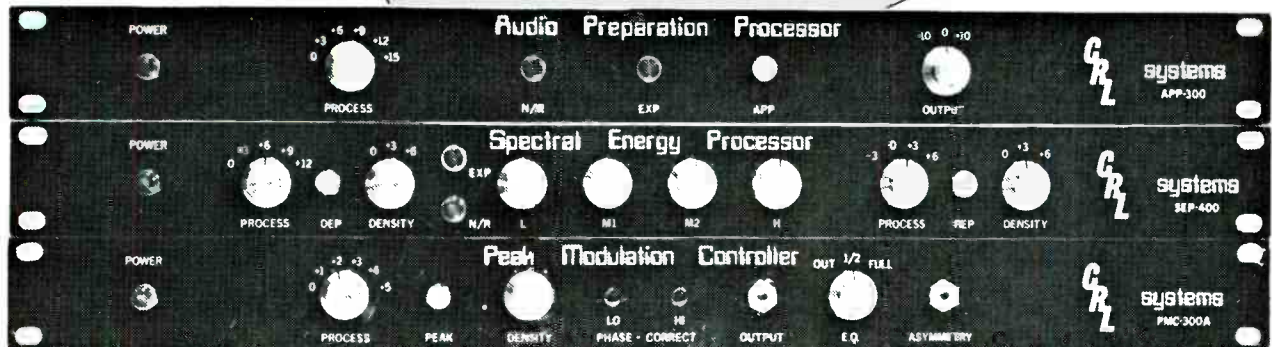 Audio Preparation Processor
POWER
0 +3 +6 +9 +12 +15
PROCESS
N/R
EXP
APP
-10 0 +10
OUTPUT
CRL systems
APP-300
Spectral Energy Processor
POWER
0 +3 +6 +9 +12
PROCESS
DEP
0 +3 +6
DENSITY
EXP
N/R
L
M1
M2
H
-3 0 +3 +6
PROCESS
REP
0 +3 +6
DENSITY
CRL systems
SEP-400
Peak Modulation Controller
POWER
0 +1 +2 +3 +4 +5
PROCESS
PEAK
DENSITY
LO
HI
PHASE - CORRECT
OUTPUT
OUT 1/2 FULL
E.Q.
ASYMMETRY
CRL systems
PMC-300A